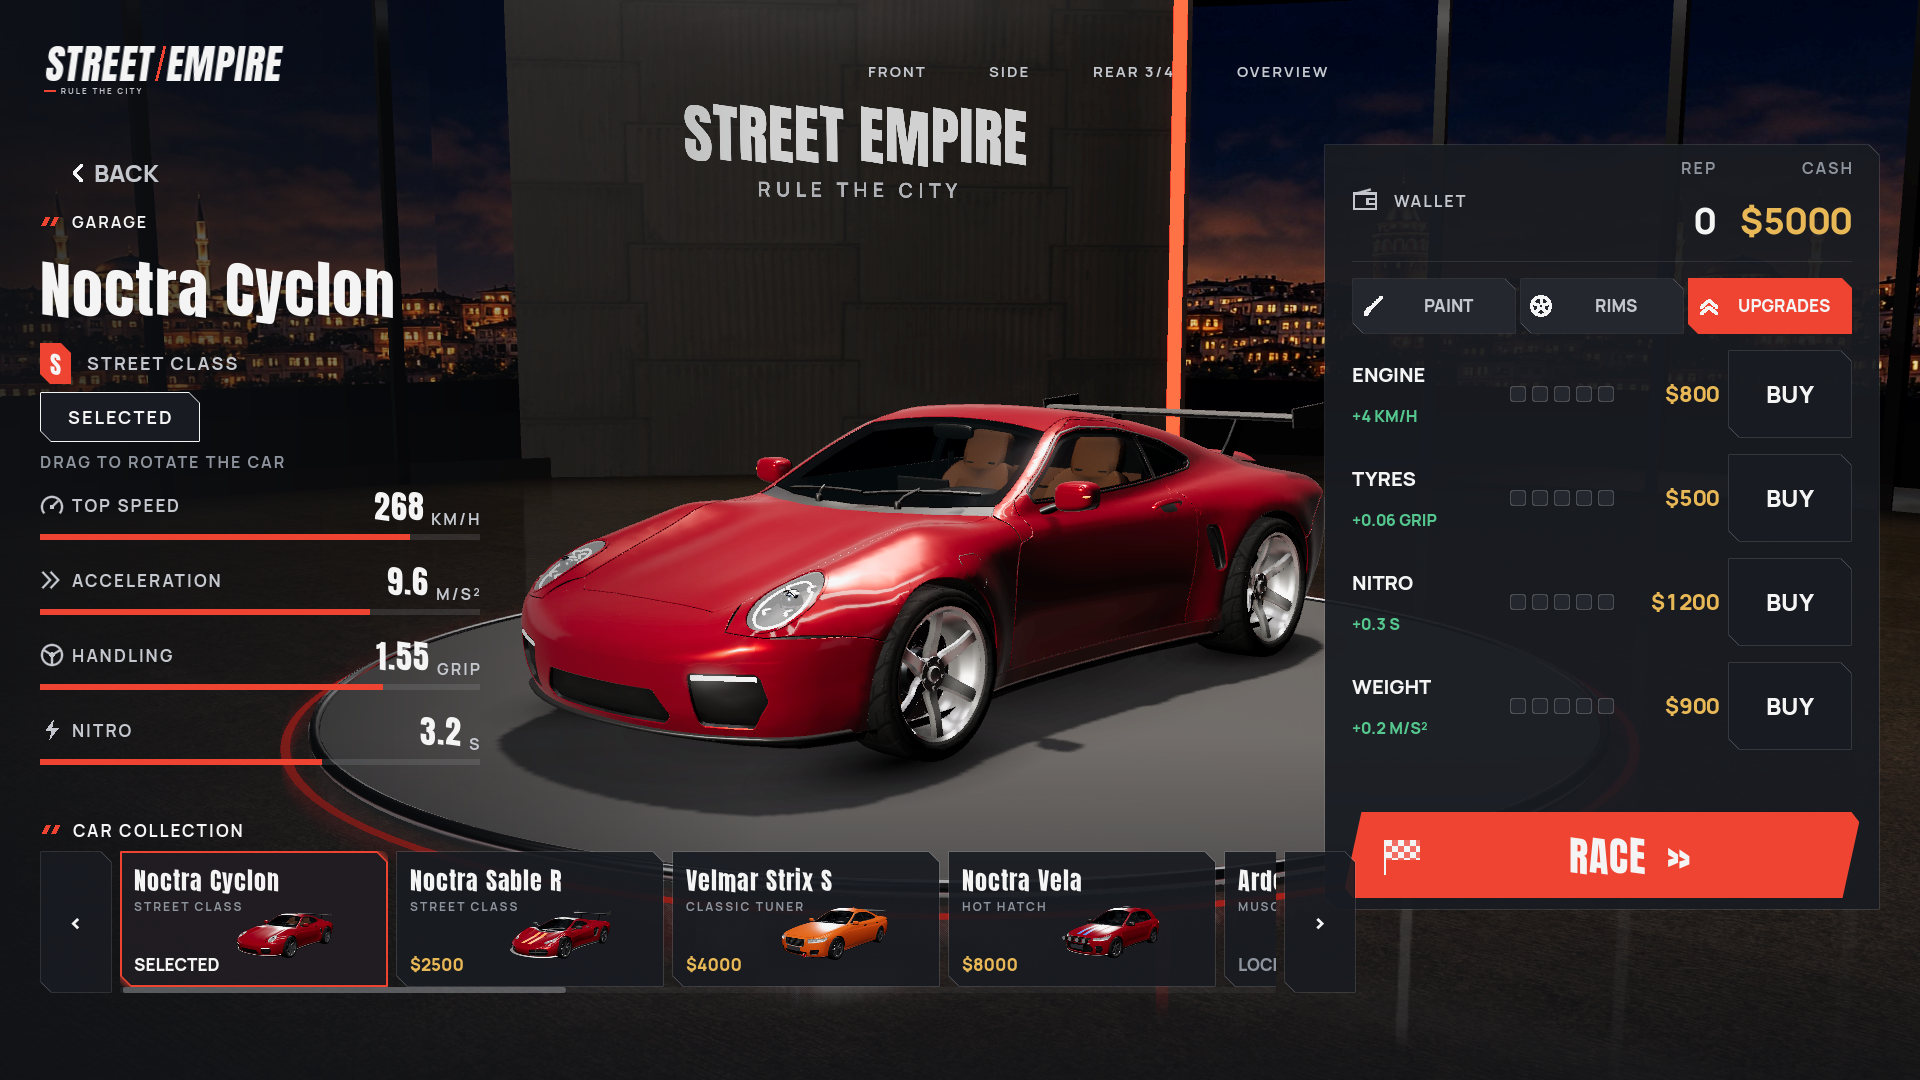 STREET/EMPIRE
RULE THE CITY
FRONT SIDE REAR 3/4 OVERVIEW
STREET EMPIRE
RULE THE CITY
BACK
GARAGE
Noctra Cyclon
S STREET CLASS
SELECTED
DRAG TO ROTATE THE CAR
TOP SPEED 268 KM/H
ACCELERATION 9.6 M/S²
HANDLING 1.55 GRIP
NITRO 3.2 S
WALLET
REP CASH
0 $5000
PAINT RIMS UPGRADES
ENGINE $800 BUY
+4 KM/H
TYRES $500 BUY
+0.06 GRIP
NITRO $1200 BUY
+0.3 S
WEIGHT $900 BUY
+0.2 M/S²
RACE
CAR COLLECTION
Noctra Cyclon
STREET CLASS
SELECTED
Noctra Sable R
STREET CLASS
$2500
Velmar Strix S
CLASSIC TUNER
$4000
Noctra Vela
HOT HATCH
$8000